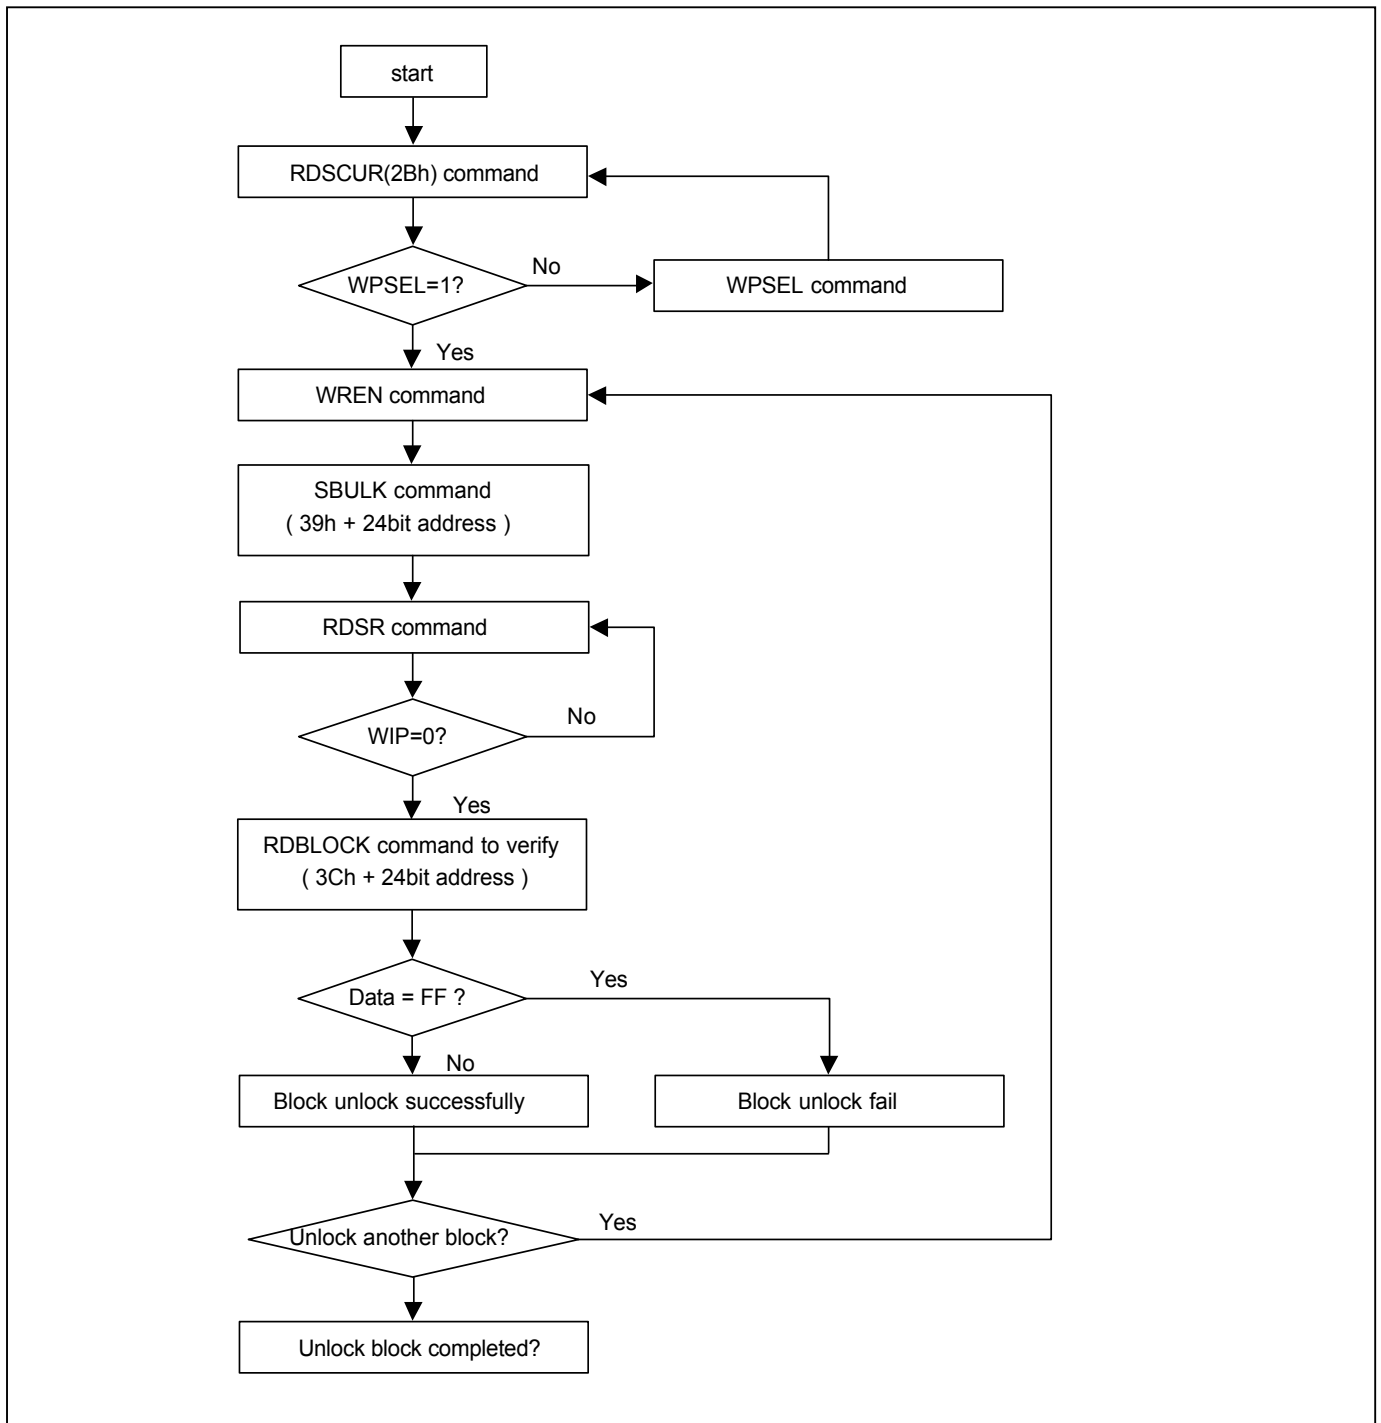 start
RDSCUR(2Bh) command
WPSEL=1?
No
WPSEL command
Yes
WREN command
SBULK command
( 39h + 24bit address )
RDSR command
WIP=0?
No
Yes
RDBLOCK command to verify
( 3Ch + 24bit address )
Data = FF ?
Yes
No
Block unlock successfully
Block unlock fail
Unlock another block?
Yes
Unlock block completed?